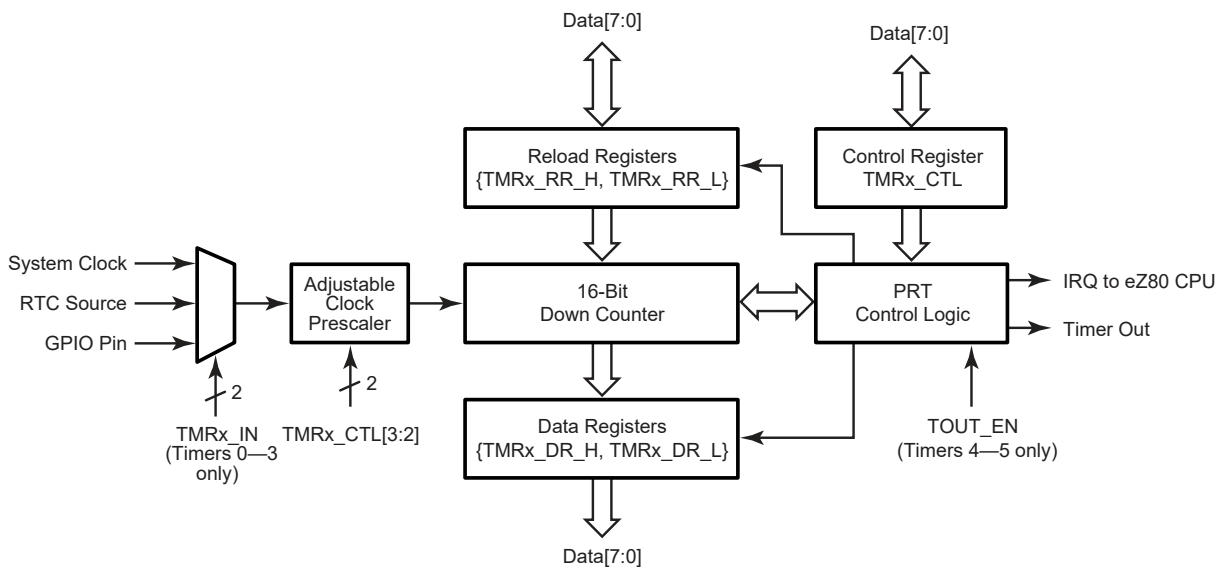 Data[7:0]
Data[7:0]
Reload Registers
{TMRx_RR_H, TMRx_RR_L}
Control Register
TMRx_CTL
System Clock
RTC Source
GPIO Pin
Adjustable
Clock
Prescaler
16-Bit
Down Counter
PRT
Control Logic
IRQ to eZ80 CPU
Timer Out
2
2
TMRx_IN
(Timers 0—3
only)
TMRx_CTL[3:2]
Data Registers
{TMRx_DR_H, TMRx_DR_L}
TOUT_EN
(Timers 4—5 only)
Data[7:0]